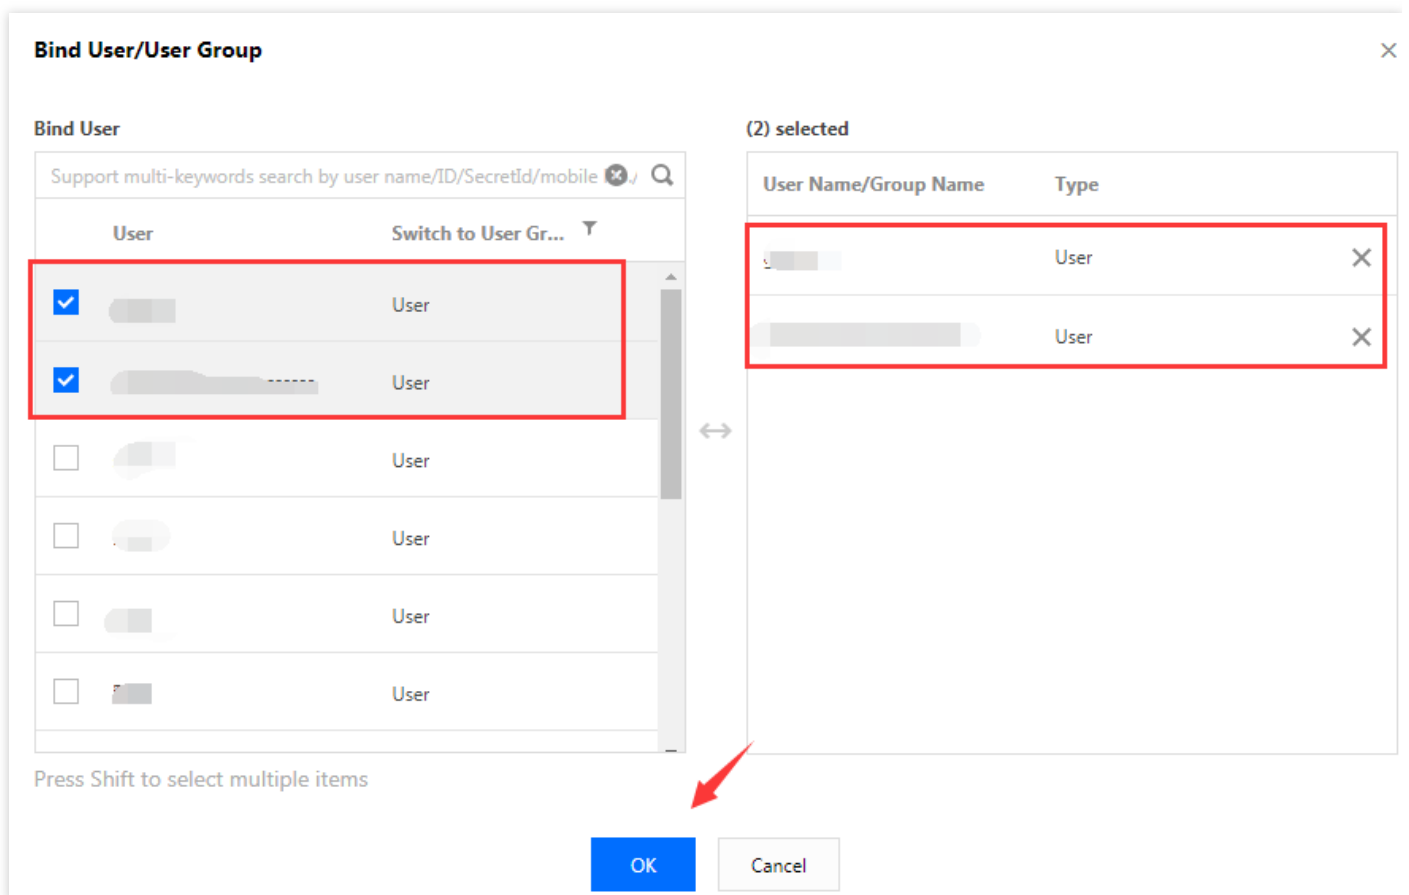 Bind User/User Group
Bind User
Support multi-keywords search by user name/ID/SecretId/mobile
User Switch to User Gr...
User
User
User
User
User
User
Press Shift to select multiple items
(2) selected
User Name/Group Name Type
User
User
OK
Cancel